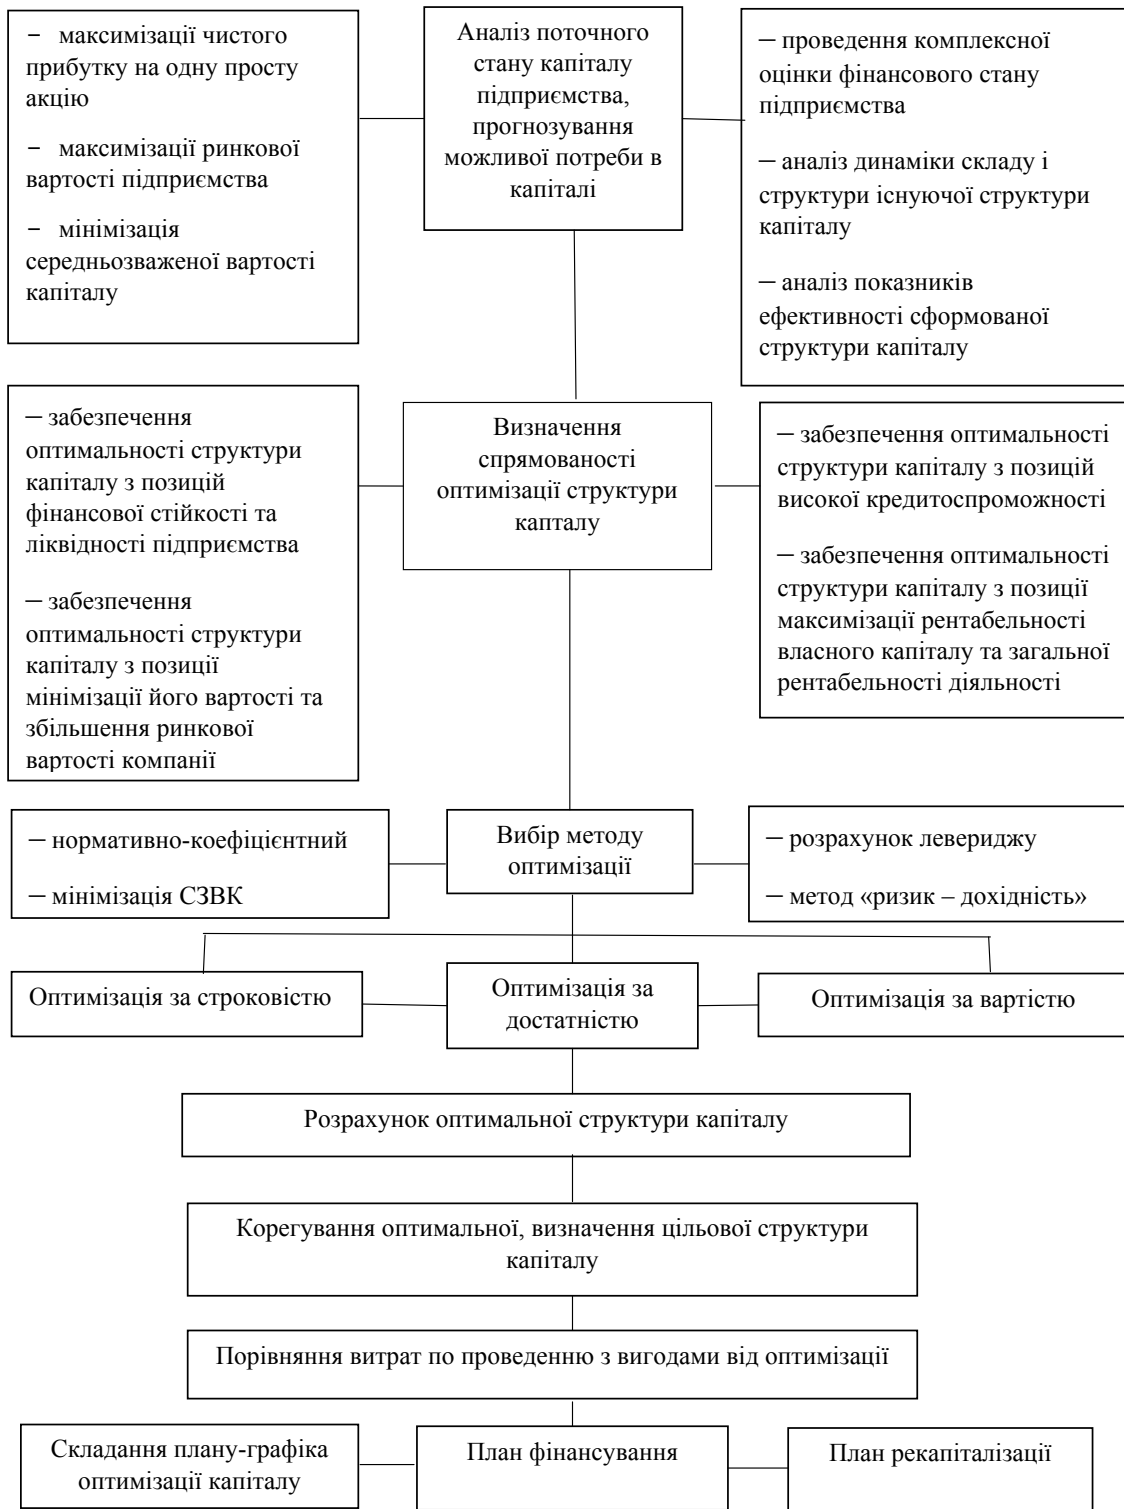 – максимізації чистого
прибутку на одну просту
акцію
– максимізації ринкової
вартості підприємства
– мінімізація
середньозваженої вартості
капіталу
Аналіз поточного
стану капіталу
підприємства,
прогнозування
можливої потреби в
капіталі
– проведення комплексної
оцінки фінансового стану
підприємства
– аналіз динаміки складу і
структури існуючої структури
капіталу
– аналіз показників
ефективності сформованої
структури капіталу
– забезпечення
оптимальності структури
капіталу з позицій
фінансової стійкості та
ліквідності підприємства
– забезпечення
оптимальності структури
капіталу з позиції
мінімізації його вартості та
збільшення ринкової
вартості компанії
Визначення
спрямованості
оптимізації структури
капталу
– забезпечення оптимальності
структури капіталу з позицій
високої кредитоспроможності
– забезпечення оптимальності
структури капіталу з позиції
максимізації рентабельності
власного капіталу та загальної
рентабельності діяльності
– нормативно-коефіцієнтний
– мінімізація СЗВК
Вибір методу
оптимізації
– розрахунок левериджу
– метод «ризик – дохідність»
Оптимізація за строковістю
Оптимізація за
достатністю
Оптимізація за вартістю
Розрахунок оптимальної структури капіталу
Корегування оптимальної, визначення цільової структури
капіталу
Порівняння витрат по проведенню з вигодами від оптимізації
Складання плану-графіка
оптимізації капіталу
План фінансування
План рекапіталізації